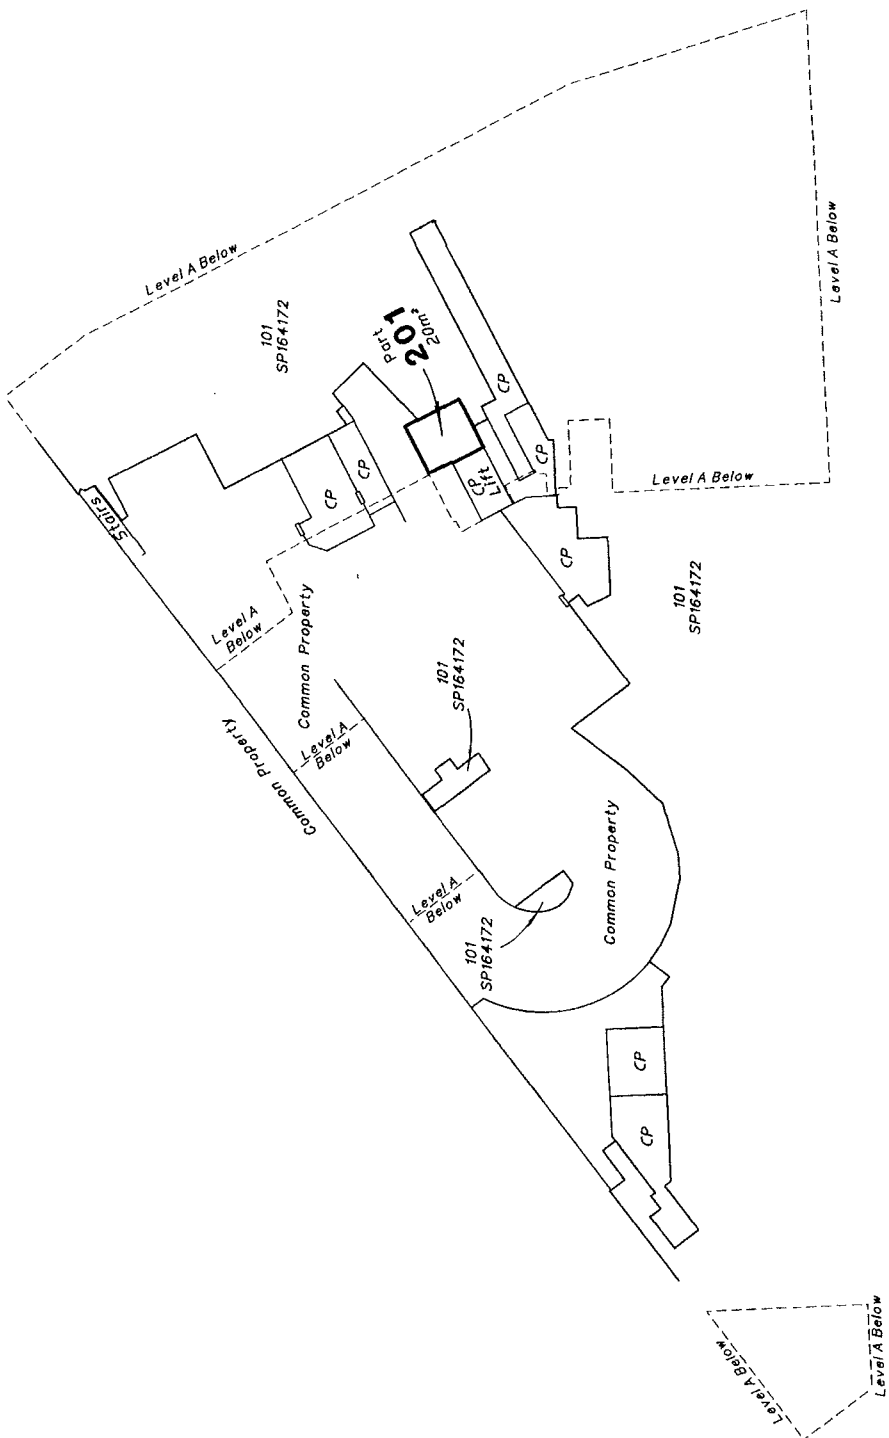 Level A Below
101
SP164172
Part
201
20m²
CP
Level A Below
Stairs
CP
CP
CP
Lift
CP
Level A Below
CP
Level A
Below
Common Property
101
SP164172
101
SP164172
Common Property
Level A
Below
Common Property
Level A
Below
101
SP164172
CP
CP
Level A Below
Level A Below